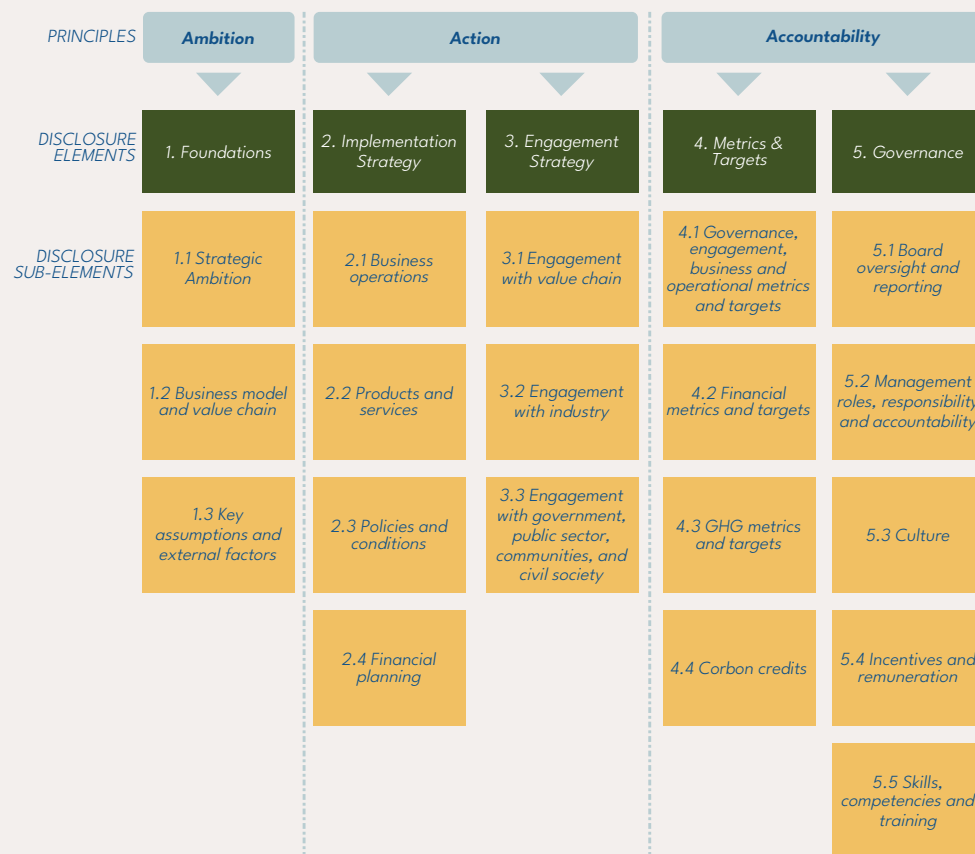 PRINCIPLES
Ambition
Action
Accountability
DISCLOSURE
ELEMENTS
1. Foundations
2. Implementation
Strategy
3. Engagement
Strategy
4. Metrics &
Targets
5. Governance
DISCLOSURE
SUB-ELEMENTS
1.1 Strategic
Ambition
2.1 Business
operations
3.1 Engagement
with value chain
4.1 Governance,
engagement,
business and
operational metrics
and targets
5.1 Board
oversight and
reporting
1.2 Business model
and value chain
2.2 Products and
services
3.2 Engagement
with industry
4.2 Financial
metrics and targets
5.2 Management
roles, responsibility
and accountability
1.3 Key
assumptions and
external factors
2.3 Policies and
conditions
3.3 Engagement
with government,
public sector,
communities, and
civil society
4.3 GHG metrics
and targets
5.3 Culture
2.4 Financial
planning
4.4 Corbon credits
5.4 Incentives and
remuneration
5.5 Skills,
competencies and
training